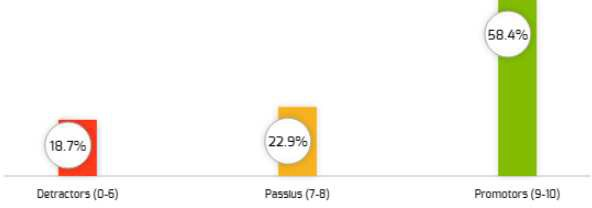 58.4%
18.7%
22.9%
Detractors (0-6)
Passius (7-8)
Promotors (9-10)